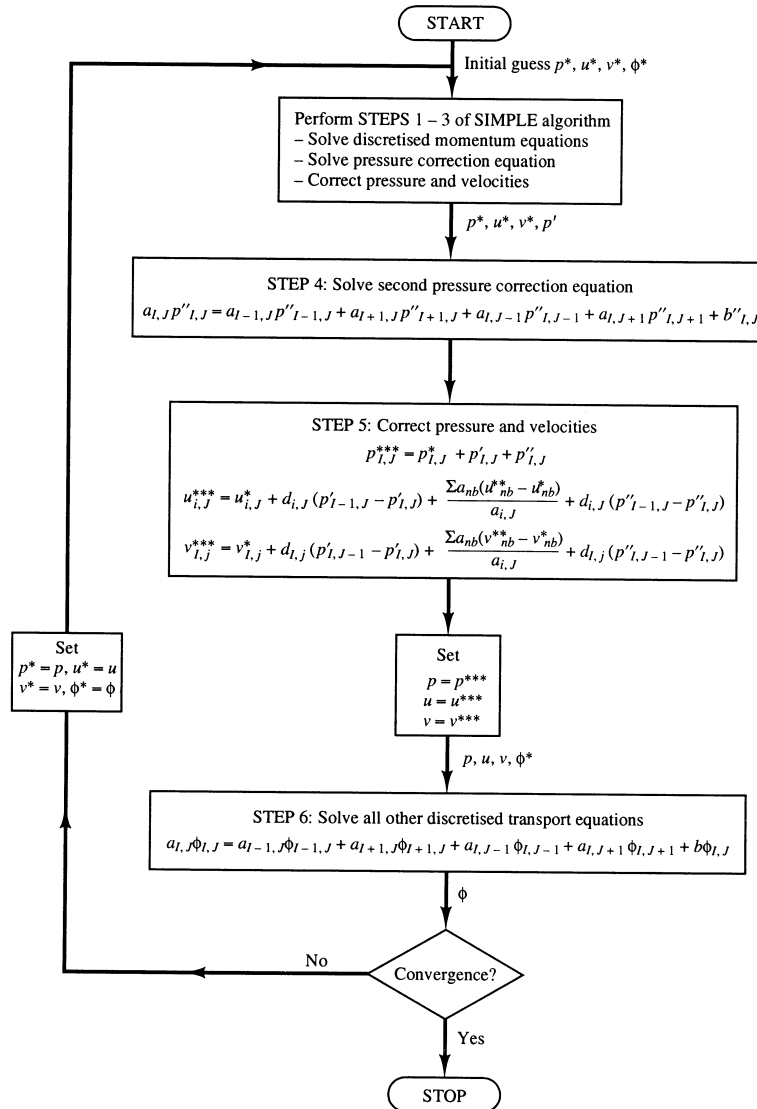 START
Initial guess p*, u*, v*, ϕ*
Perform STEPS 1 – 3 of SIMPLE algorithm
– Solve discretised momentum equations
– Solve pressure correction equation
– Correct pressure and velocities
p*, u*, v*, p'
STEP 4: Solve second pressure correction equation
a_{I, J} p''_{I, J} = a_{I–1, J} p''_{I–1, J} + a_{I+1, J} p''_{I+1, J} + a_{I, J–1} p''_{I, J–1} + a_{I, J+1} p''_{I, J+1} + b''_{I, J}
STEP 5: Correct pressure and velocities
p***_{I, J} = p*_{I, J} + p'_{I, J} + p''_{I, J}
u***_{i, J} = u*_{i, J} + d_{i, J} (p'_{I–1, J} – p'_{I, J}) + Σa_{nb}(u**_{nb} – u*_{nb}) / a_{i, J} + d_{i, J} (p''_{I–1, J} – p''_{I, J})
v***_{I, j} = v*_{I, j} + d_{I, j} (p'_{I, J–1} – p'_{I, J}) + Σa_{nb}(v**_{nb} – v*_{nb}) / a_{i, J} + d_{I, j} (p''_{I, J–1} – p''_{I, J})
Set
p = p***
u = u***
v = v***
Set
p* = p, u* = u
v* = v, ϕ* = ϕ
p, u, v, ϕ*
STEP 6: Solve all other discretised transport equations
a_{I, J} ϕ_{I, J} = a_{I–1, J} ϕ_{I–1, J} + a_{I+1, J} ϕ_{I+1, J} + a_{I, J–1} ϕ_{I, J–1} + a_{I, J+1} ϕ_{I, J+1} + bϕ_{I, J}
ϕ
No
Convergence?
Yes
STOP